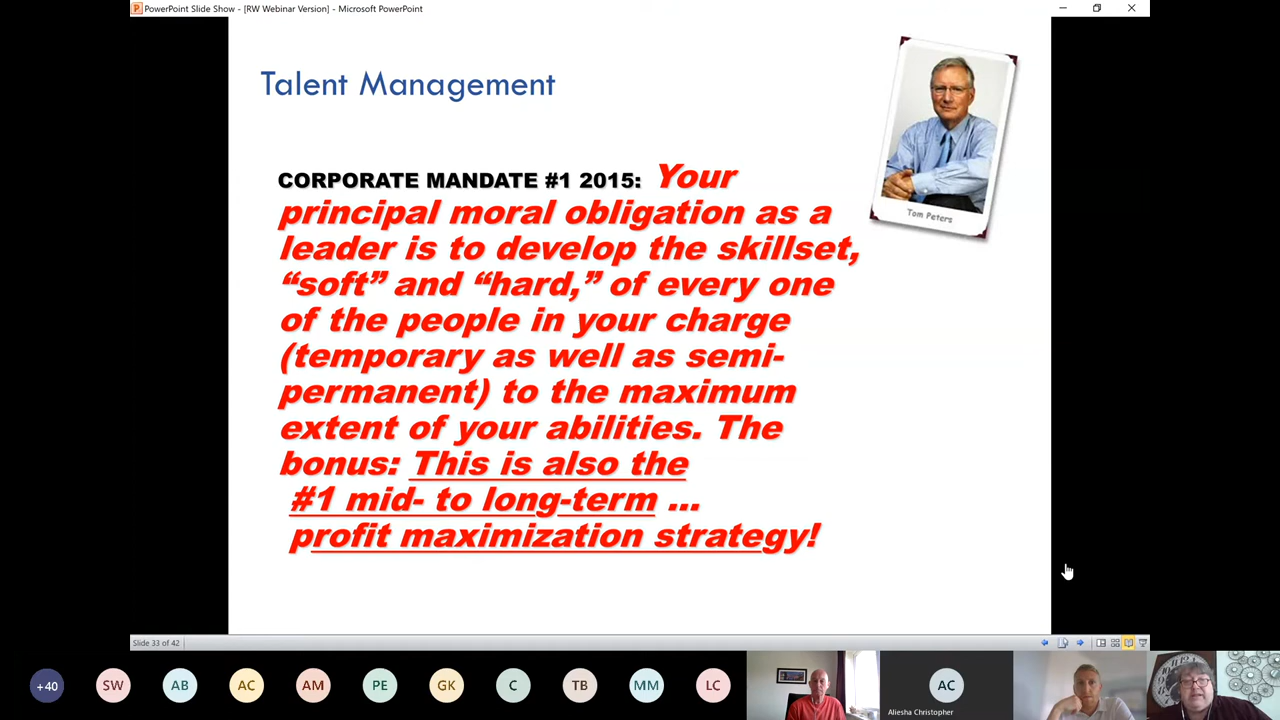 PowerPoint Slide Show - [RW Webinar Version] - Microsoft PowerPoint
Talent Management
Tom Peters
CORPORATE MANDATE #1 2015: Your
principal moral obligation as a
leader is to develop the skillset,
“soft” and “hard,” of every one
of the people in your charge
(temporary as well as semi-
permanent) to the maximum
extent of your abilities. The
bonus: This is also the
#1 mid- to long-term …
profit maximization strategy!
Slide 33 of 42
+40 SW AB AC AM PE GK C TB MM LC AC
Aliesha Christopher